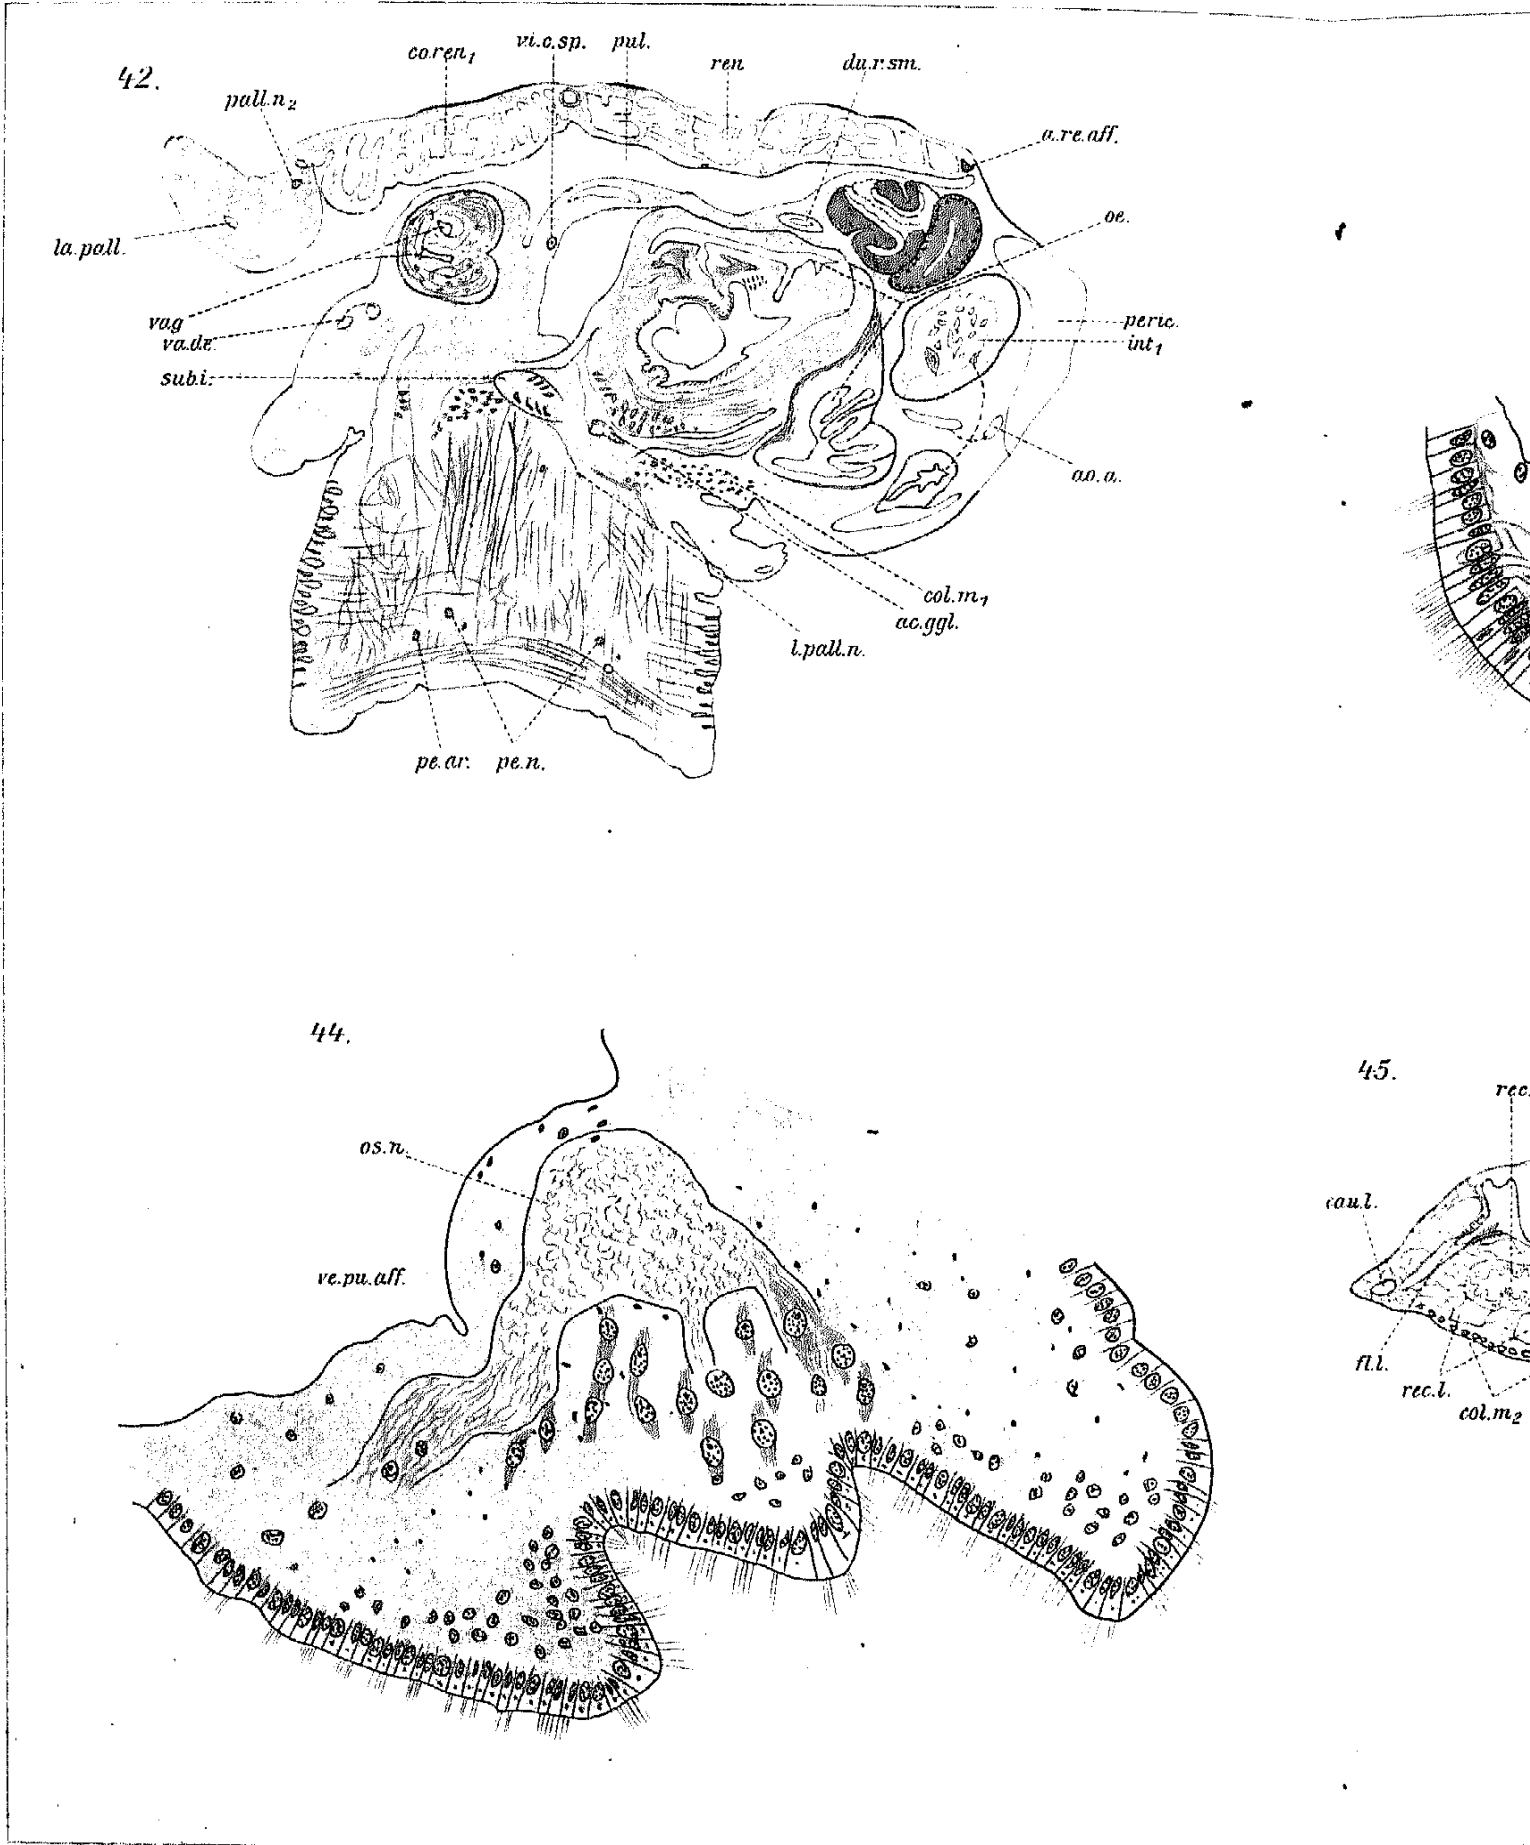 42.
co.ren₁
vi.c.sp.
pul.
ren
du.r.sm.
pall.n₂
a.re.aff.
la.pall.
oe.
vag
va.de.
peric.
int₁
sub.i.
ao.a.
col.m₁
ac.ggl.
l.pall.n.
pe.ar.
pe.n.
44.
os.n.
ve.pu.aff.
45.
rec.
cau.l.
fl.l.
rec.l.
col.m₂